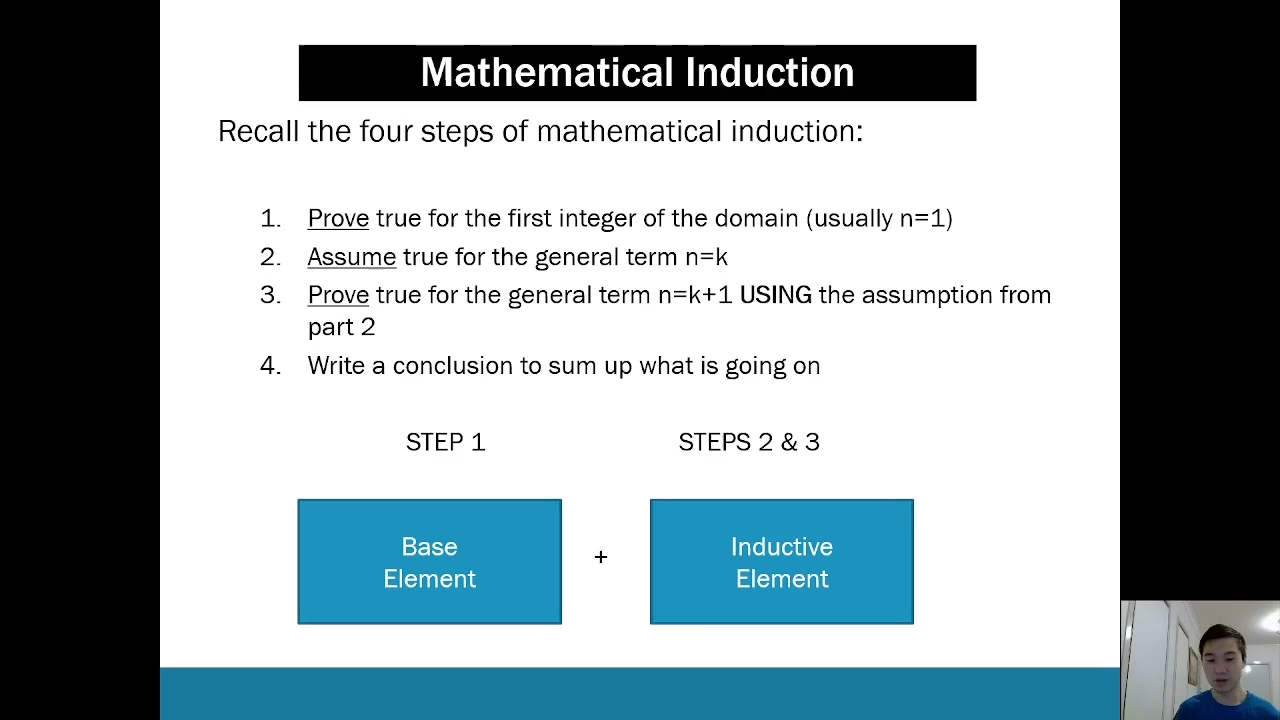 Mathematical Induction
Recall the four steps of mathematical induction:
1. Prove true for the first integer of the domain (usually n=1)
2. Assume true for the general term n=k
3. Prove true for the general term n=k+1 USING the assumption from
part 2
4. Write a conclusion to sum up what is going on
STEP 1
STEPS 2 & 3
Base
Element
+
Inductive
Element